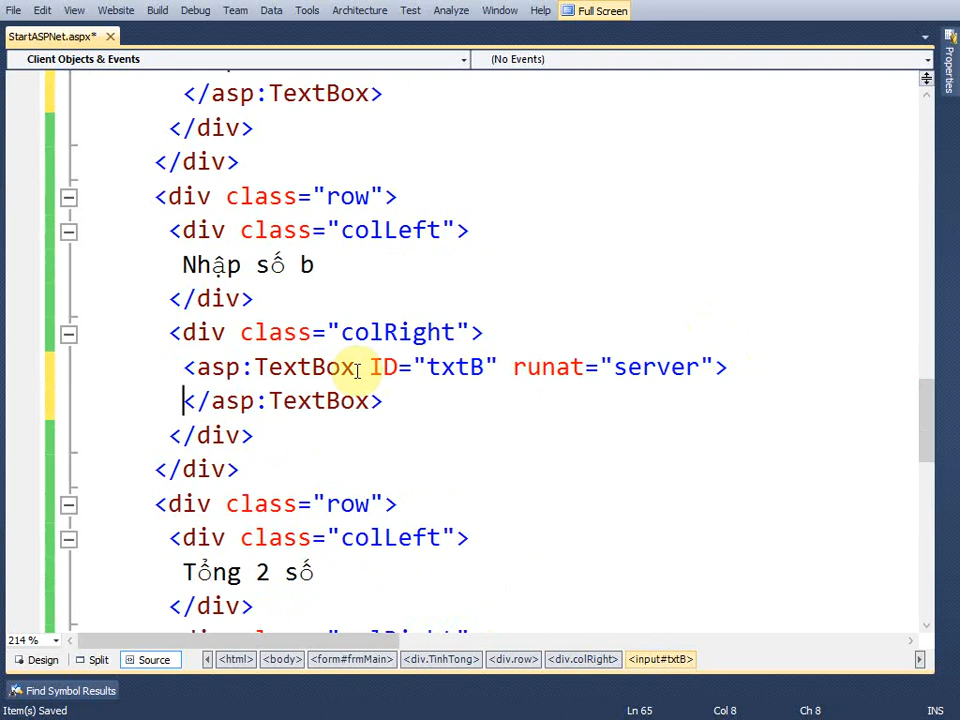 File Edit View Website Build Debug Team Data Tools Architecture Test Analyze Window Help Full Screen
StartASPNet.aspx*
Client Objects & Events (No Events)
Properties
</asp:TextBox>
</div>
</div>
<div class="row">
<div class="colLeft">
Nhập số b
</div>
<div class="colRight">
<asp:TextBox ID="txtB" runat="server">
</asp:TextBox>
</div>
</div>
<div class="row">
<div class="colLeft">
Tổng 2 số
</div>
214 %
Design Split Source <html> <body> <form#frmMain> <div.TinhTong> <div.row> <div.colRight> <input#txtB>
Find Symbol Results
Item(s) Saved Ln 65 Col 8 Ch 8 INS